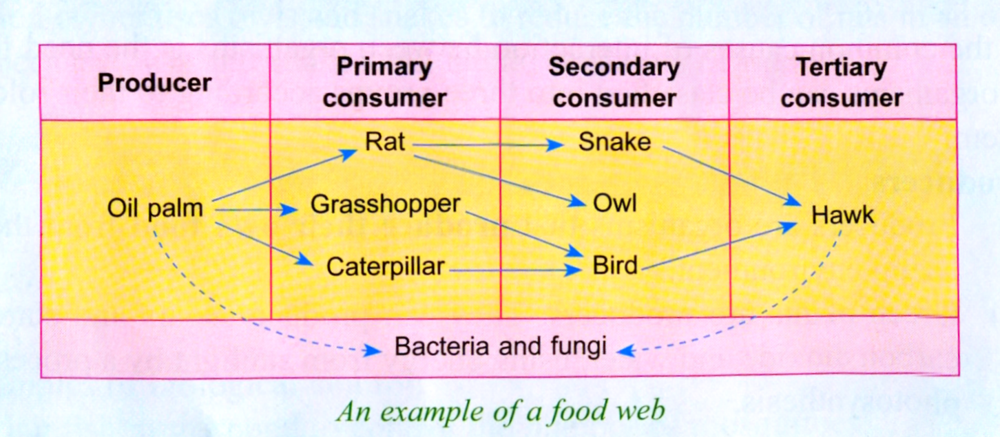 Producer
Primary
consumer
Secondary
consumer
Tertiary
consumer
Rat
Snake
Oil palm
Grasshopper
Owl
Hawk
Caterpillar
Bird
Bacteria and fungi
An example of a food web